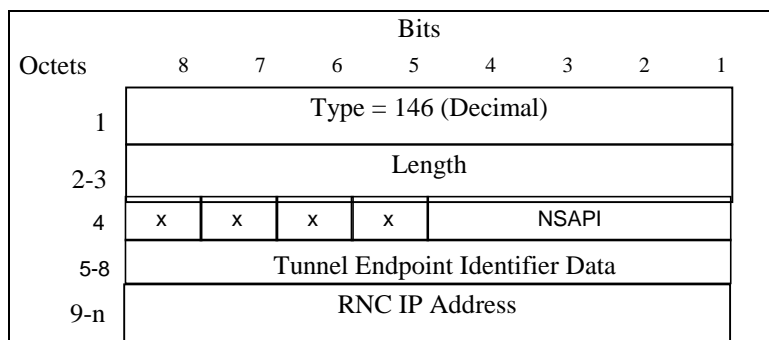 Bits
Octets 8 7 6 5 4 3 2 1
1 Type = 146 (Decimal)
2-3 Length
4 x x x x NSAPI
5-8 Tunnel Endpoint Identifier Data
9-n RNC IP Address